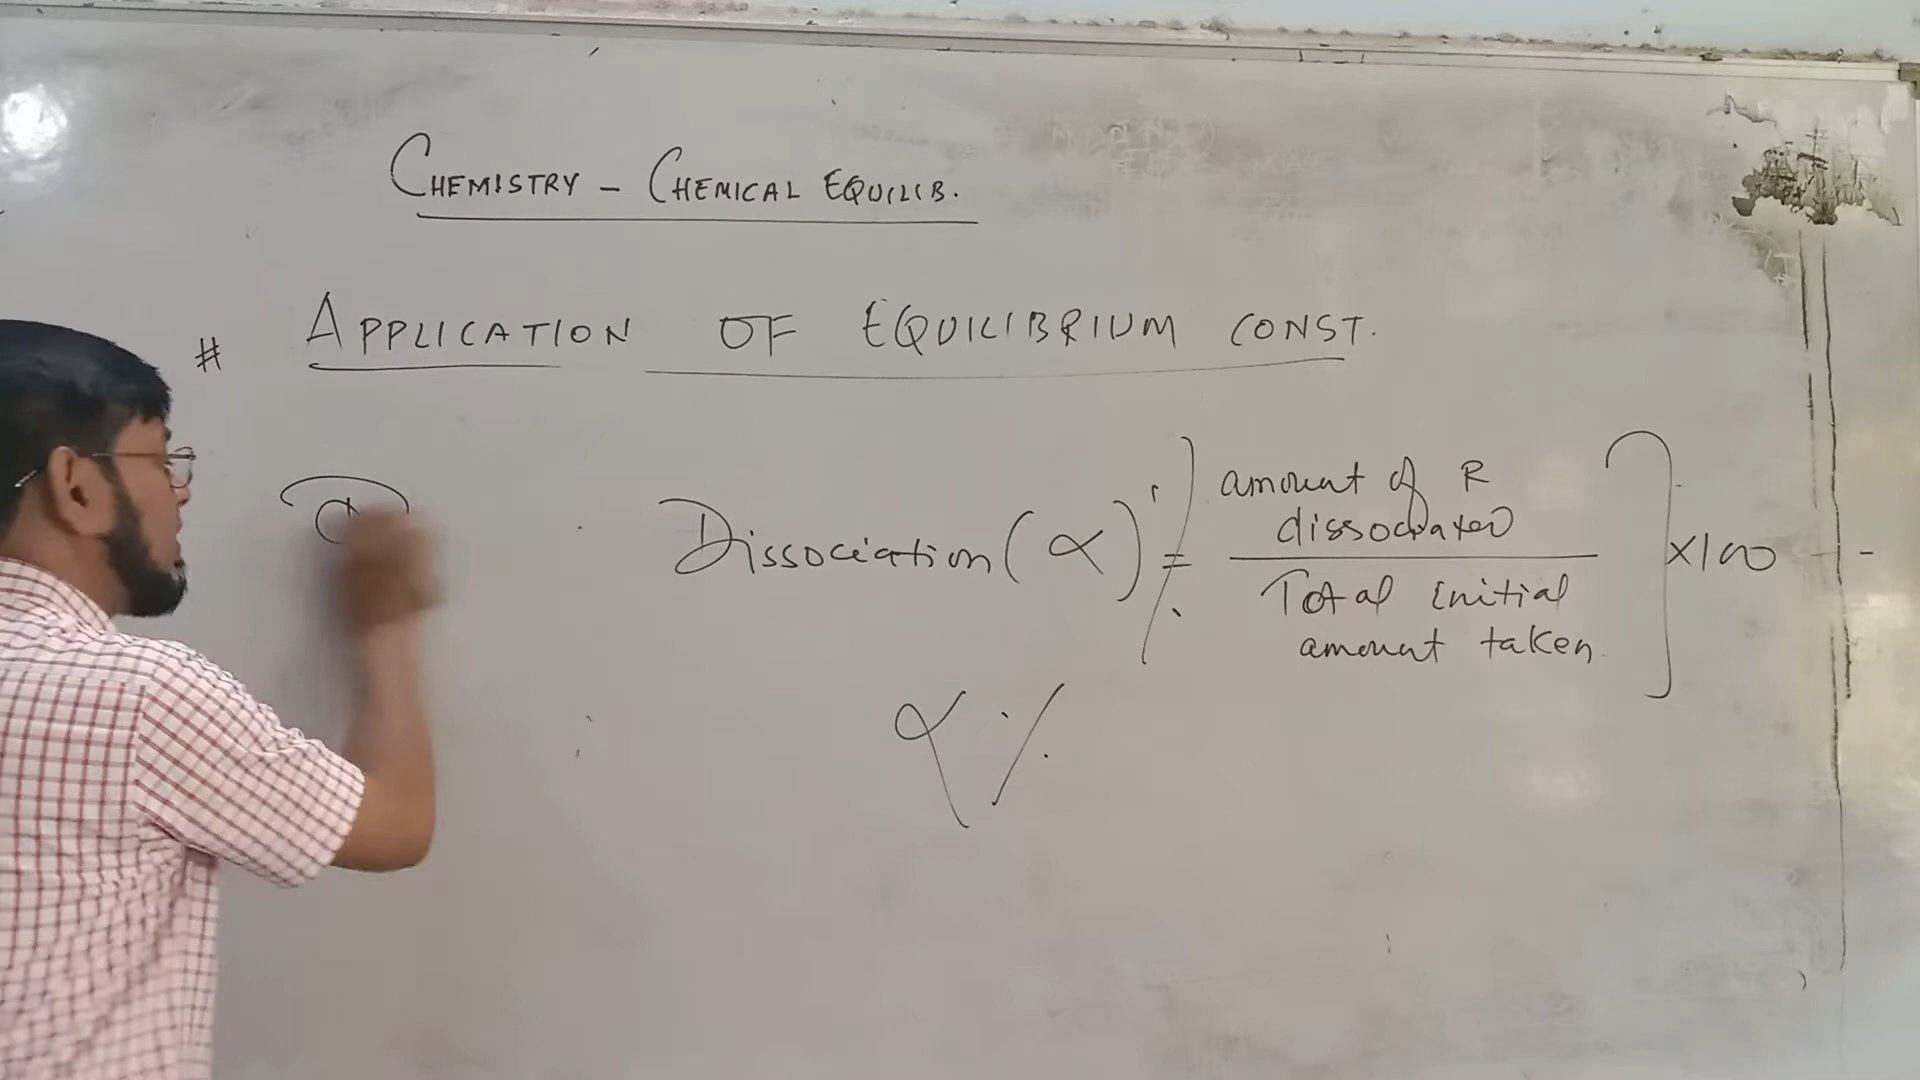 CHEMISTRY - CHEMICAL EQUILIB.
# APPLICATION OF EQUILIBRIUM CONST.
Dissociation (α) % = [amount of R dissociated / Total initial amount taken] × 100
α %